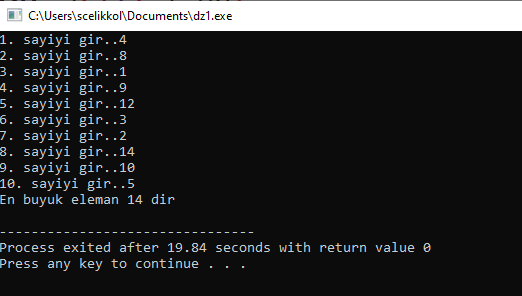 C:\Users\scelikkol\Documents\dz1.exe
1. sayiyi gir..4
2. sayiyi gir..8
3. sayiyi gir..1
4. sayiyi gir..9
5. sayiyi gir..12
6. sayiyi gir..3
7. sayiyi gir..2
8. sayiyi gir..14
9. sayiyi gir..10
10. sayiyi gir..5
En buyuk eleman 14 dir
--------------------------------
Process exited after 19.84 seconds with return value 0
Press any key to continue . . .